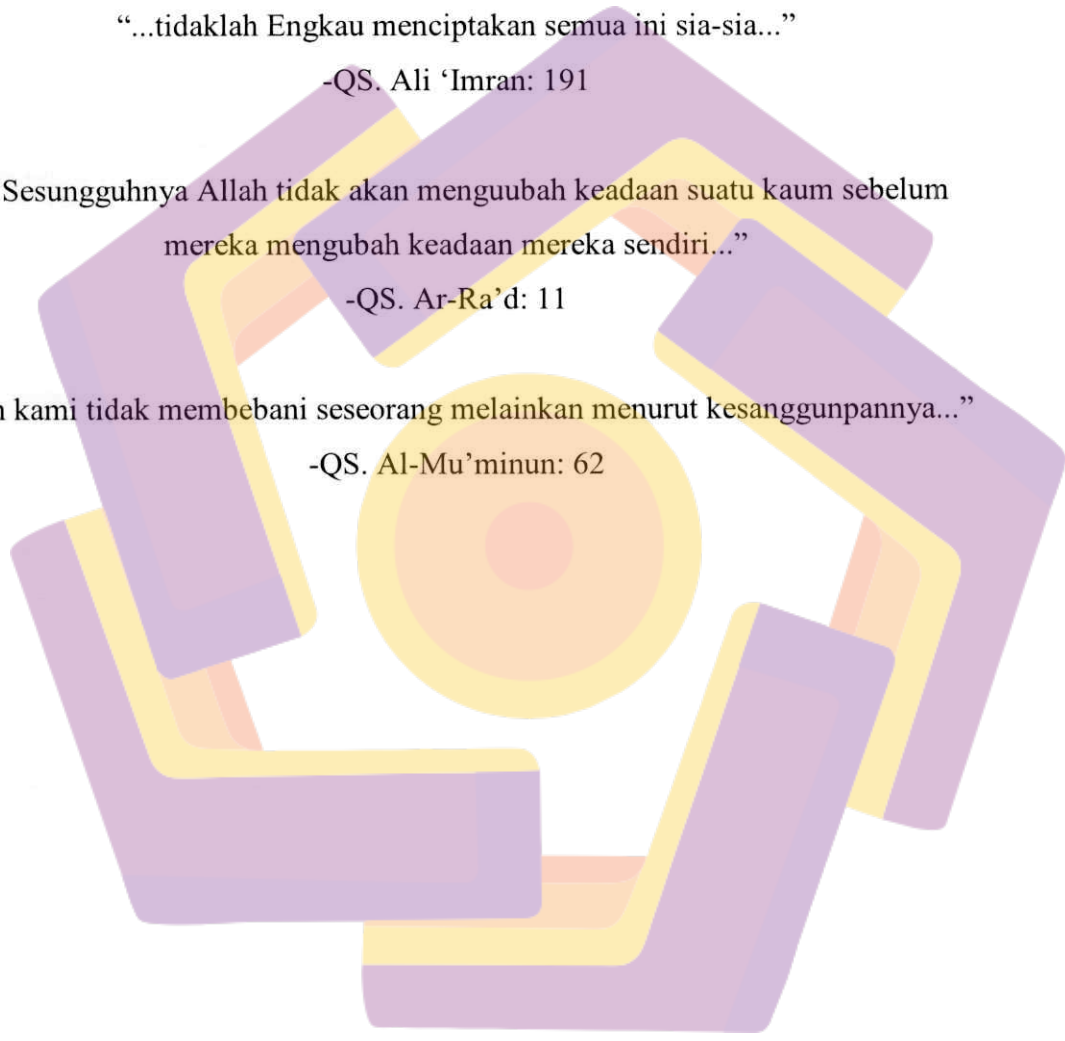 “...tidaklah Engkau menciptakan semua ini sia-sia...”
-QS. Ali ‘Imran: 191
Sesungguhnya Allah tidak akan menguubah keadaan suatu kaum sebelum
mereka mengubah keadaan mereka sendiri...”
-QS. Ar-Ra’d: 11
kami tidak membebani seseorang melainkan menurut kesanggunpannya...”
-QS. Al-Mu’minun: 62